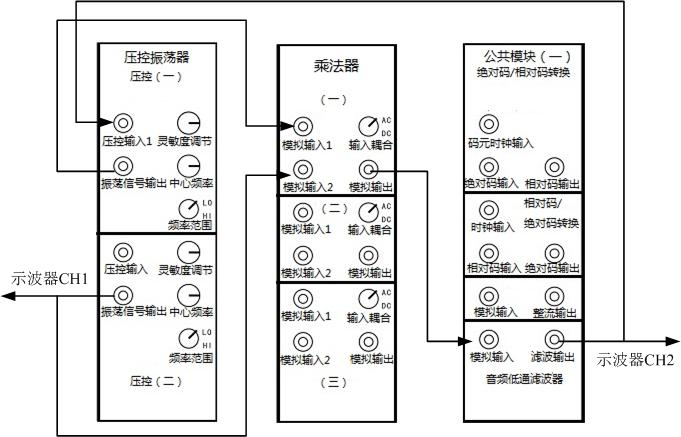 压控振荡器
压控（一）
压控输入1
灵敏度调节
振荡信号输出
中心频率
LO
HI
频率范围
压控输入
灵敏度调节
振荡信号输出
中心频率
LO
HI
频率范围
压控（二）
示波器CH1
乘法器
（一）
AC
DC
模拟输入1
输入耦合
模拟输入2
模拟输出
（二）
AC
DC
模拟输入1
输入耦合
模拟输入2
模拟输出
AC
DC
模拟输入1
输入耦合
模拟输入2
模拟输出
（三）
公共模块（一）
绝对码/相对码转换
码元时钟输入
绝对码输入
相对码输出
相对码/
绝对码转换
时钟输入
相对码输入
绝对码输出
模拟输入
整流输出
模拟输入
滤波输出
音频低通滤波器
示波器CH2